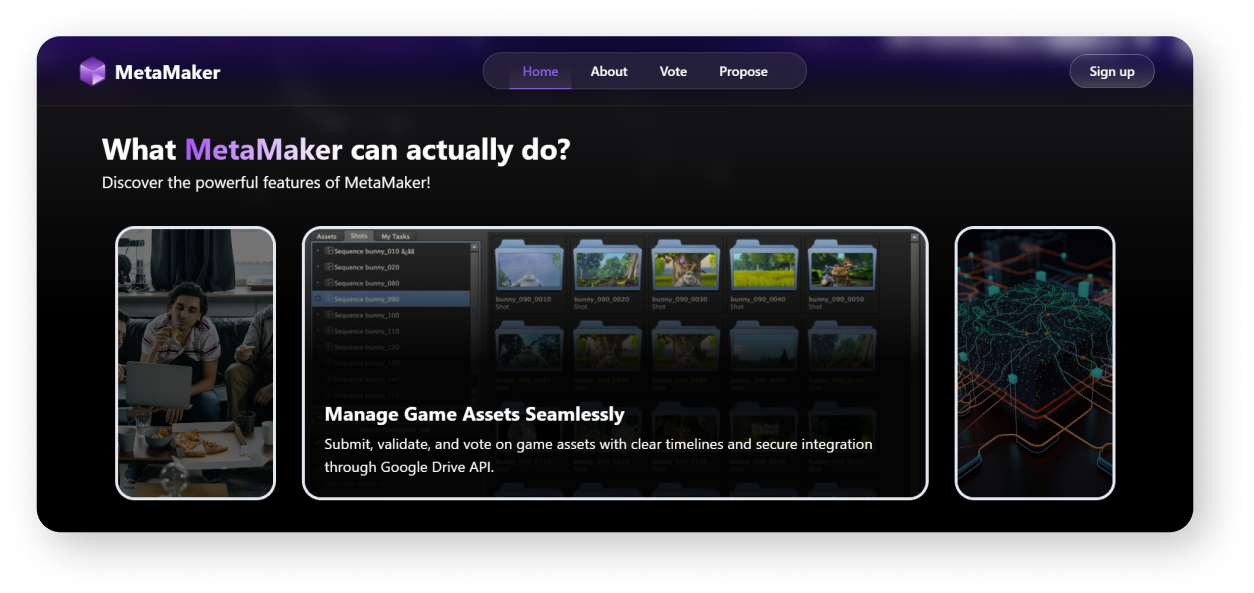 MetaMaker
Home About Vote Propose
Sign up
What MetaMaker can actually do?
Discover the powerful features of MetaMaker!
Assets Shots My Tasks
Sequence bunny_010
Sequence bunny_020
Sequence bunny_080
Sequence bunny_090
Sequence bunny_100
Sequence bunny_110
Sequence bunny_120
bunny_090_0010
Shot
bunny_090_0020
Shot
bunny_090_0030
Shot
bunny_090_0040
Shot
bunny_090_0050
Shot
Manage Game Assets Seamlessly
Submit, validate, and vote on game assets with clear timelines and secure integration
through Google Drive API.